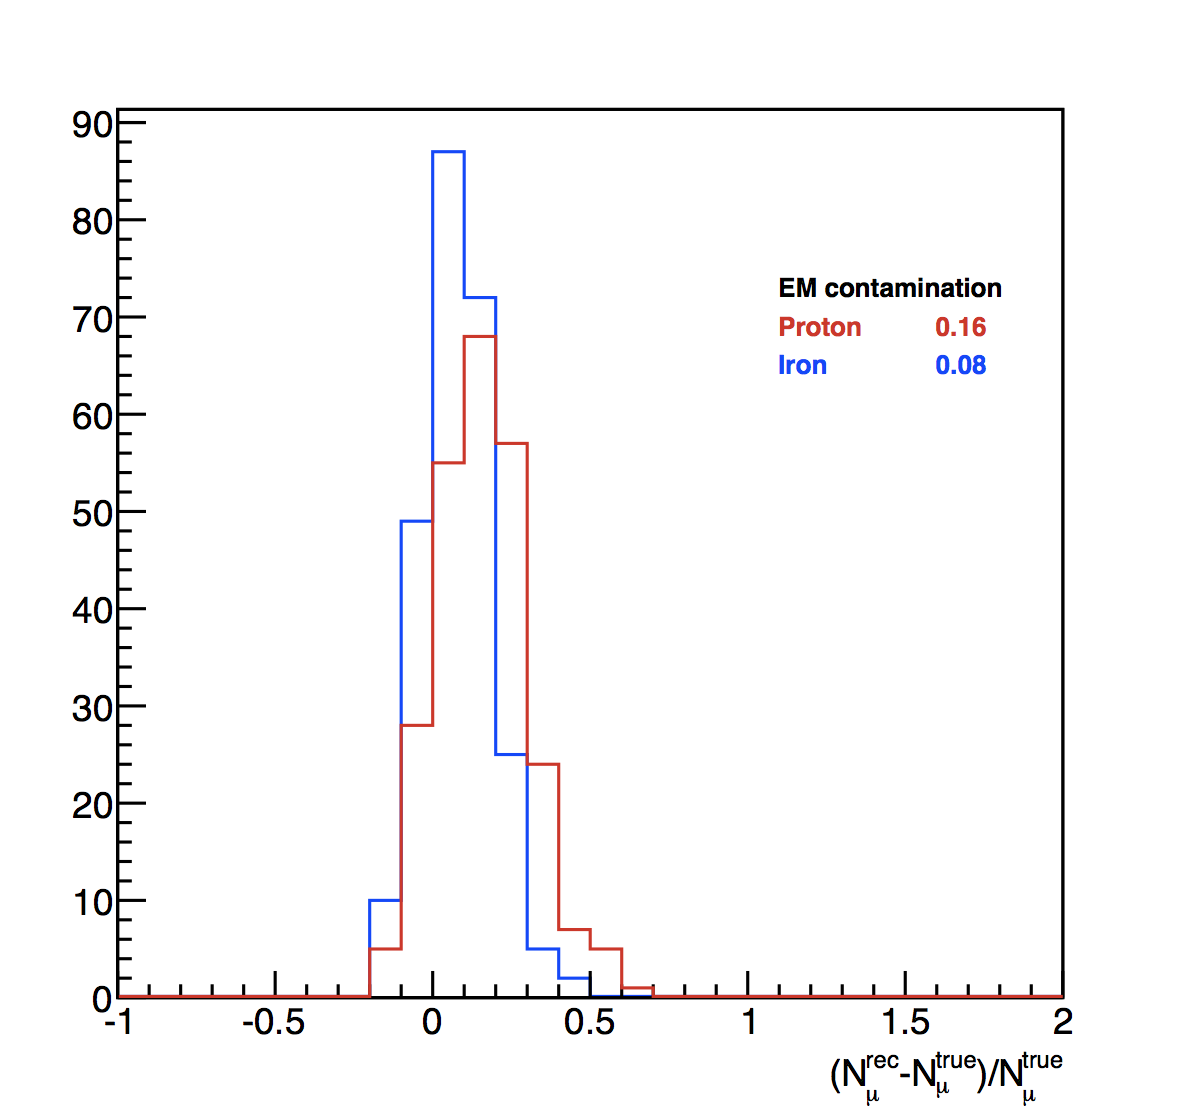 90
80
70
60
50
40
30
20
10
0
-1 -0.5 0 0.5 1 1.5 2
EM contamination
Proton 0.16
Iron 0.08
(N_μ^rec-N_μ^true)/N_μ^true